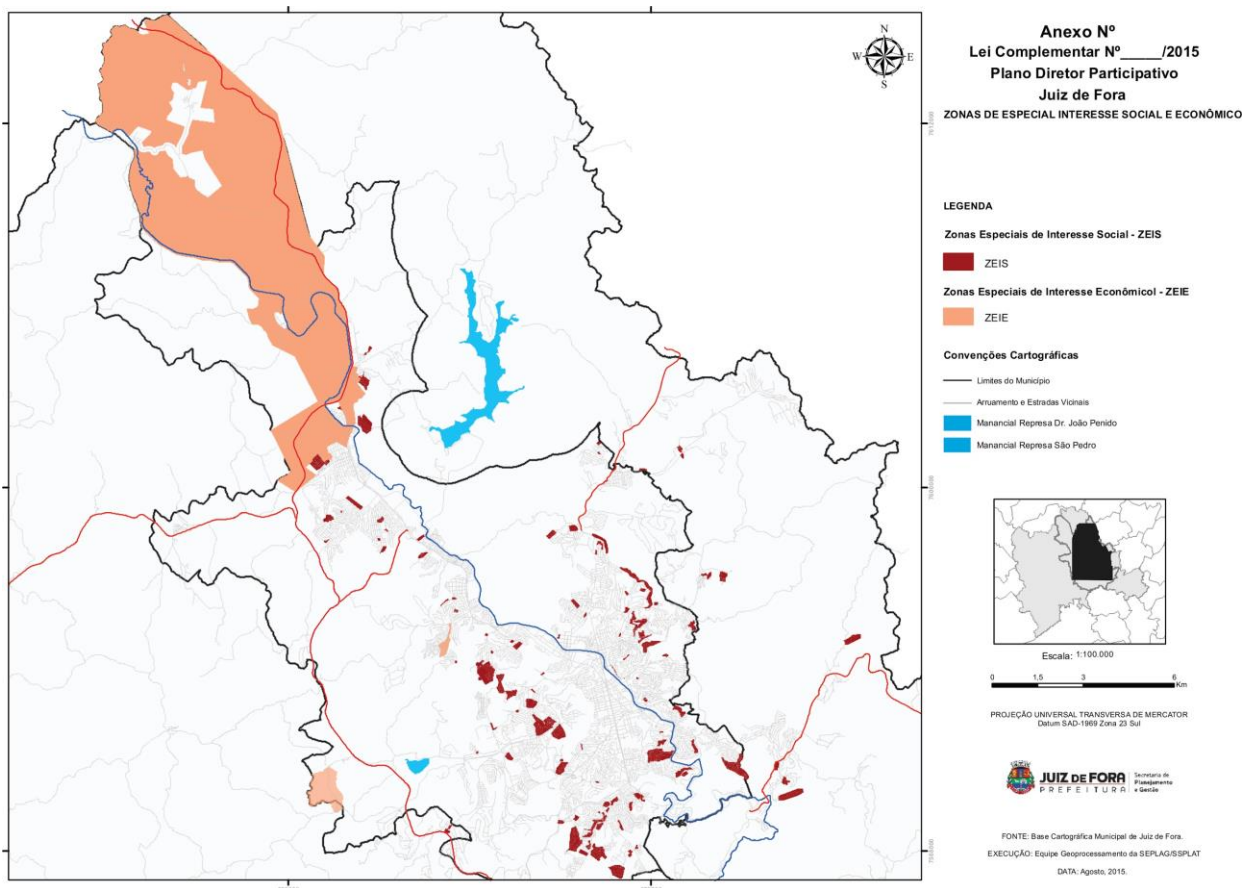 Anexo Nº
Lei Complementar Nº_____/2015
Plano Diretor Participativo
Juiz de Fora
ZONAS DE ESPECIAL INTERESSE SOCIAL E ECONÔMICO
N
W E
S
LEGENDA
Zonas Especiais de Interesse Social - ZEIS
ZEIS
Zonas Especiais de Interesse Econômicol - ZEIE
ZEIE
Convenções Cartográficas
Limites do Município
Arruamento e Estradas Vicinais
Manancial Represa Dr. João Penido
Manancial Represa São Pedro
Escala: 1:100.000
0 1,5 3 6
Km
PROJEÇÃO UNIVERSAL TRANSVERSA DE MERCATOR
Datum SAD-1969 Zona 23 Sul
JUIZ DE FORA
PREFEITURA
Secretaria de
Planejamento
e Gestão
FONTE: Base Cartográfica Municipal de Juiz de Fora.
EXECUÇÃO: Equipe Geoprocessamento da SEPLAG/SSPLAT
DATA: Agosto, 2015.